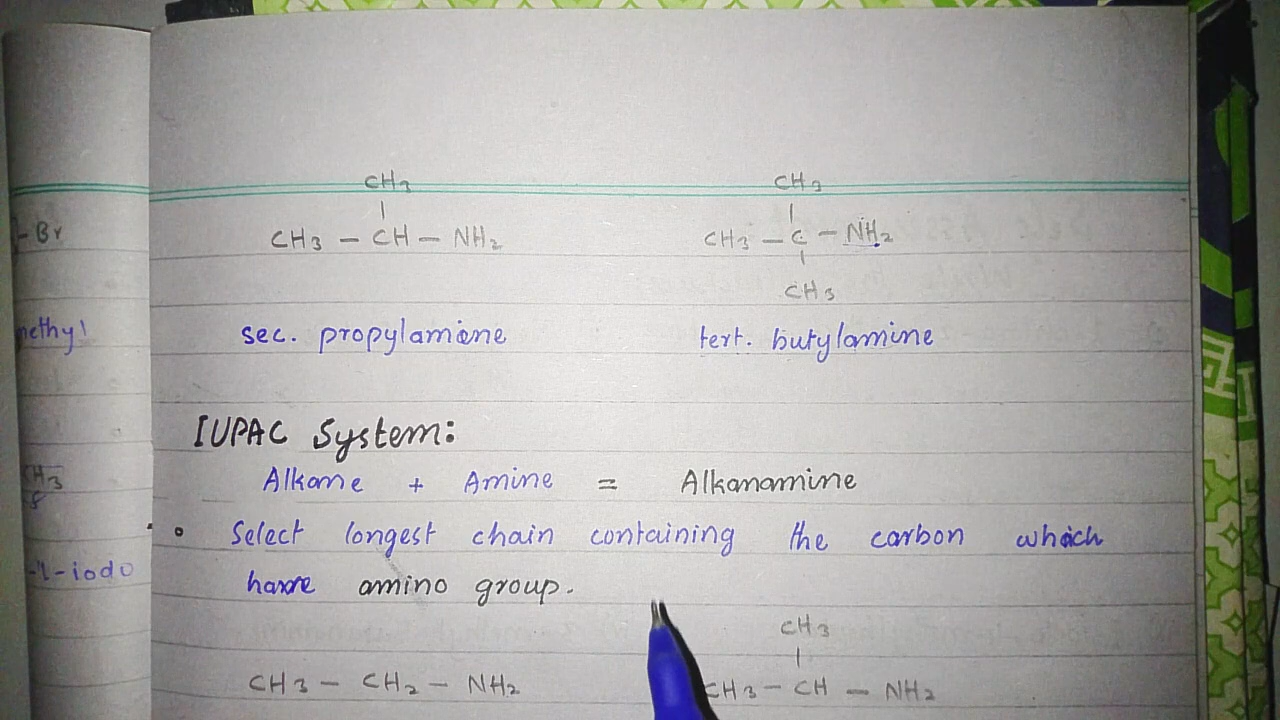 CH3 CH3
CH3 - CH - NH2 CH3 - C - NH2
CH3
sec. propylamine tert. butylamine
IUPAC System:
Alkane + Amine = Alkanamine
• Select longest chain containing the carbon which
have amino group.
CH3
CH3 - CH2 - NH2 CH3 - CH - NH2
-Br
methyl
CH3
-1-iodo